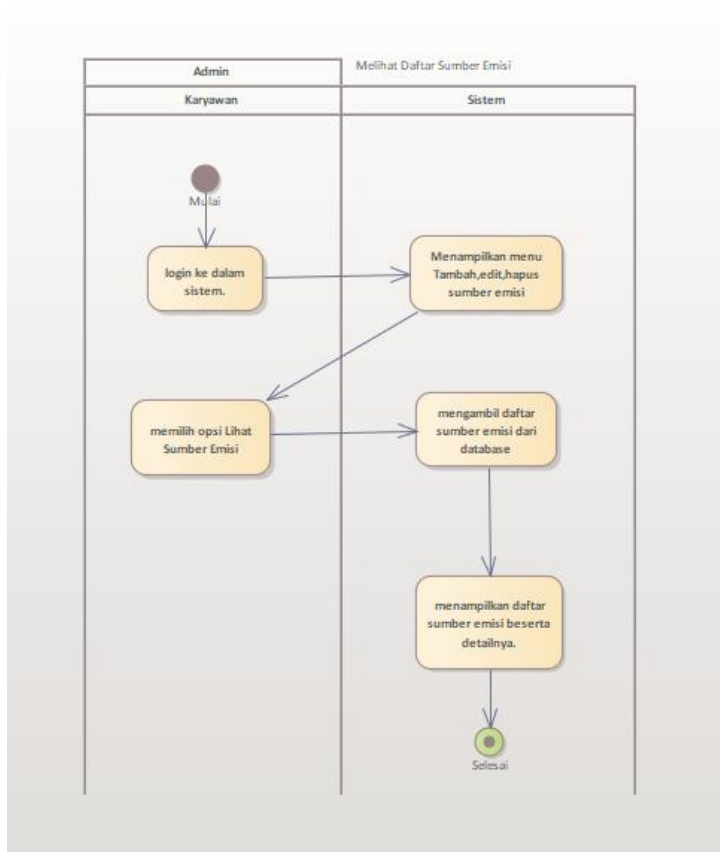 Admin
Melihat Daftar Sumber Emisi
Karyawan
Sistem
Mulai
login ke dalam
sistem.
Menampilkan menu
Tambah,edit,hapus
sumber emisi
memilih opsi Lihat
Sumber Emisi
mengambil daftar
sumber emisi dari
database
menampilkan daftar
sumber emisi beserta
detailnya.
Selesai